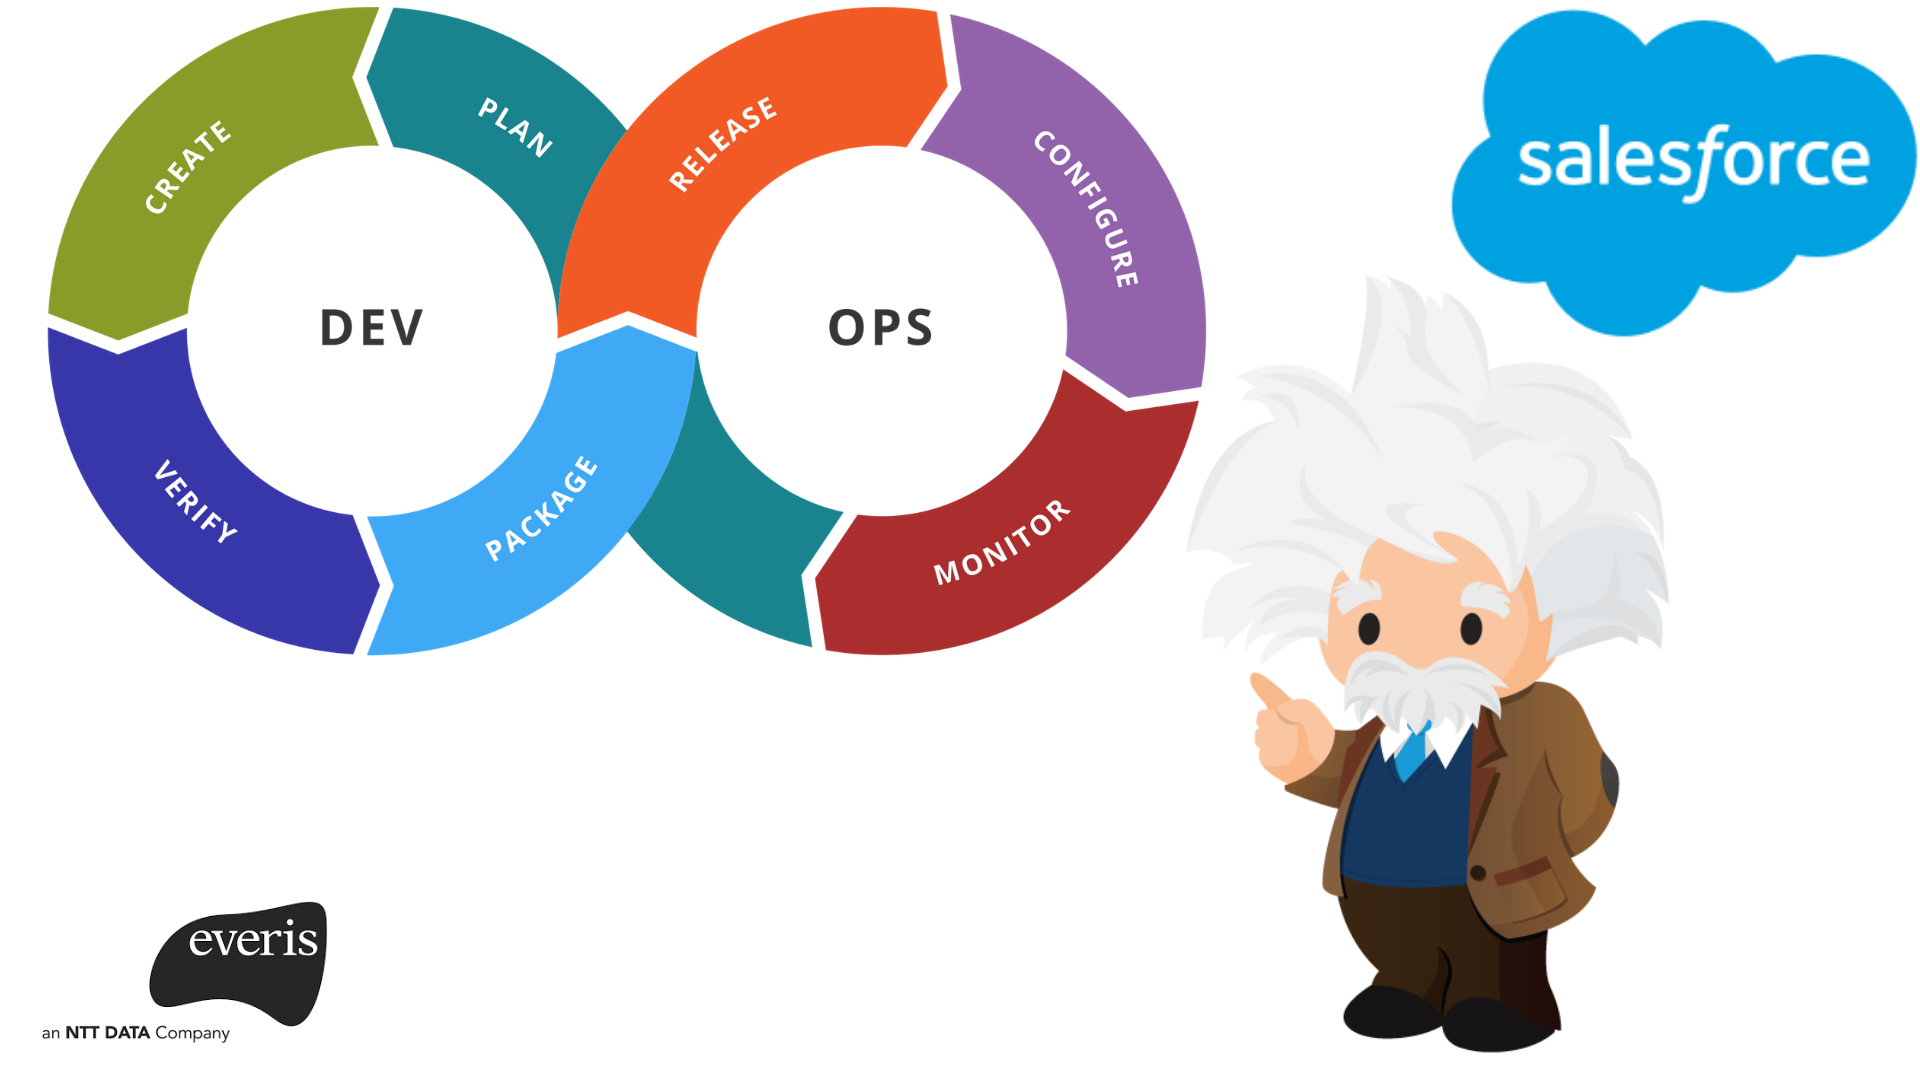 CREATE
PLAN
RELEASE
CONFIGURE
salesforce
DEV
OPS
VERIFY
PACKAGE
MONITOR
everis
an NTT DATA Company